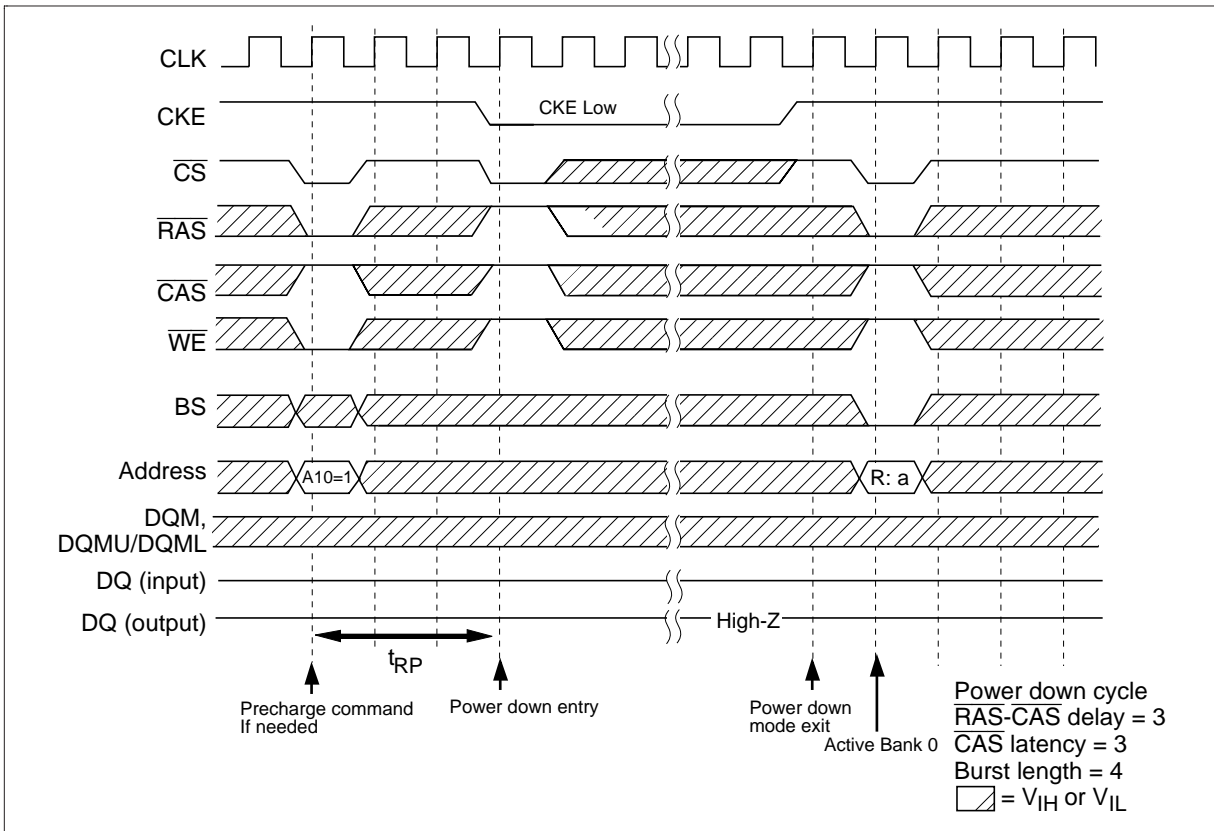 CLK
CKE
CKE Low
CS
RAS
CAS
WE
BS
Address
A10=1
R: a
DQM,
DQMU/DQML
DQ (input)
DQ (output)
High-Z
tRP
Precharge command
If needed
Power down entry
Power down
mode exit
Active Bank 0
Power down cycle
RAS-CAS delay = 3
CAS latency = 3
Burst length = 4
= VIH or VIL